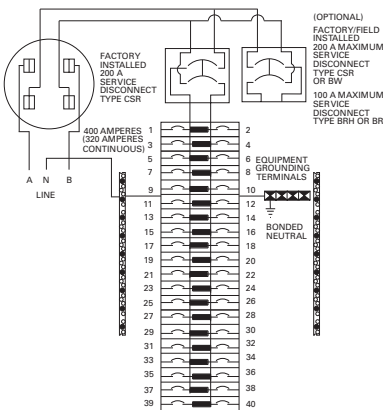 (OPTIONAL)
FACTORY/FIELD
INSTALLED
200 A MAXIMUM
SERVICE
DISCONNECT
TYPE CSR
OR BW
100 A MAXIMUM
SERVICE
DISCONNECT
TYPE BRH OR BR
FACTORY
INSTALLED
200 A
SERVICE
DISCONNECT
TYPE CSR
400 AMPERES
(320 AMPERES
CONTINUOUS)
A N B
LINE
EQUIPMENT
GROUNDING
TERMINALS
BONDED
NEUTRAL
1 2
3 4
5 6
7 8
9 10
11 12
13 14
15 16
17 18
19 20
21 22
23 24
25 26
27 28
29 30
31 32
33 34
35 36
37 38
39 40